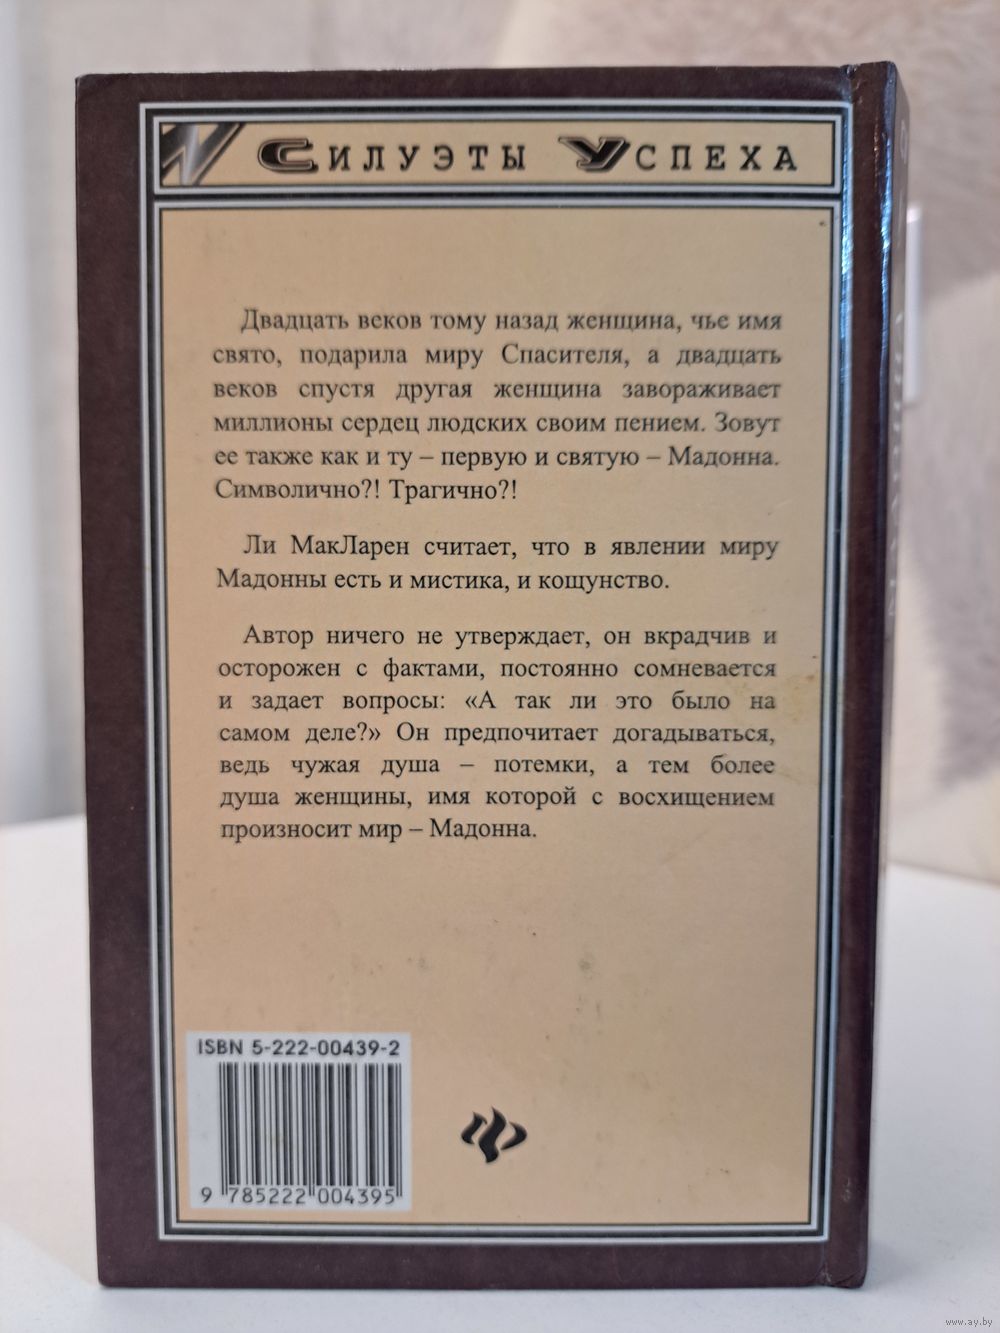 Силуэты Успеха
Двадцать веков тому назад женщина, чье имя
свято, подарила миру Спасителя, а двадцать
веков спустя другая женщина завораживает
миллионы сердец людских своим пением. Зовут
ее также как и ту – первую и святую – Мадонна.
Символично?! Трагично?!
Ли МакЛарен считает, что в явлении миру
Мадонны есть и мистика, и кощунство.
Автор ничего не утверждает, он вкрадчив и
осторожен с фактами, постоянно сомневается
и задает вопросы: «А так ли это было на
самом деле?» Он предпочитает догадываться,
ведь чужая душа – потемки, а тем более
душа женщины, имя которой с восхищением
произносит мир – Мадонна.
ISBN 5-222-00439-2
9 785222 004395
www.ay.by